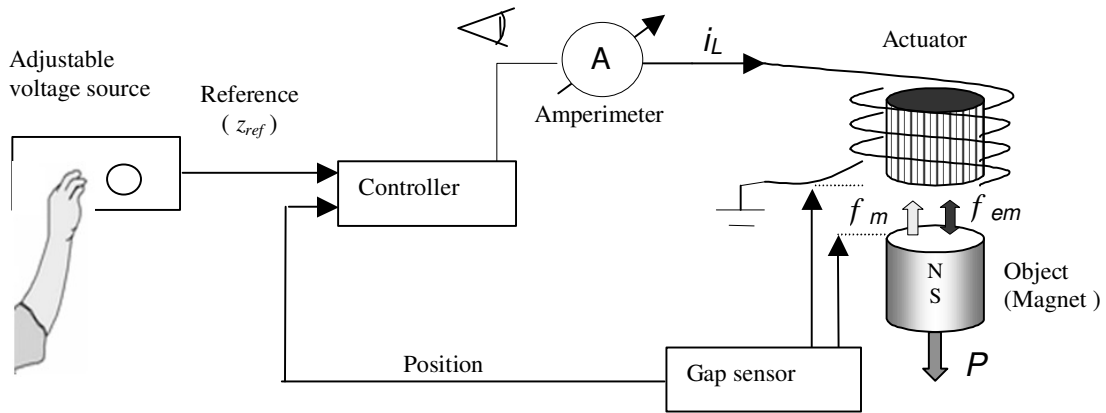 Adjustable
voltage source
Reference
( z_ref )
Controller
A
Amperimeter
i_L
Actuator
f_m
f_em
N
S
Object
(Magnet )
P
Position
Gap sensor